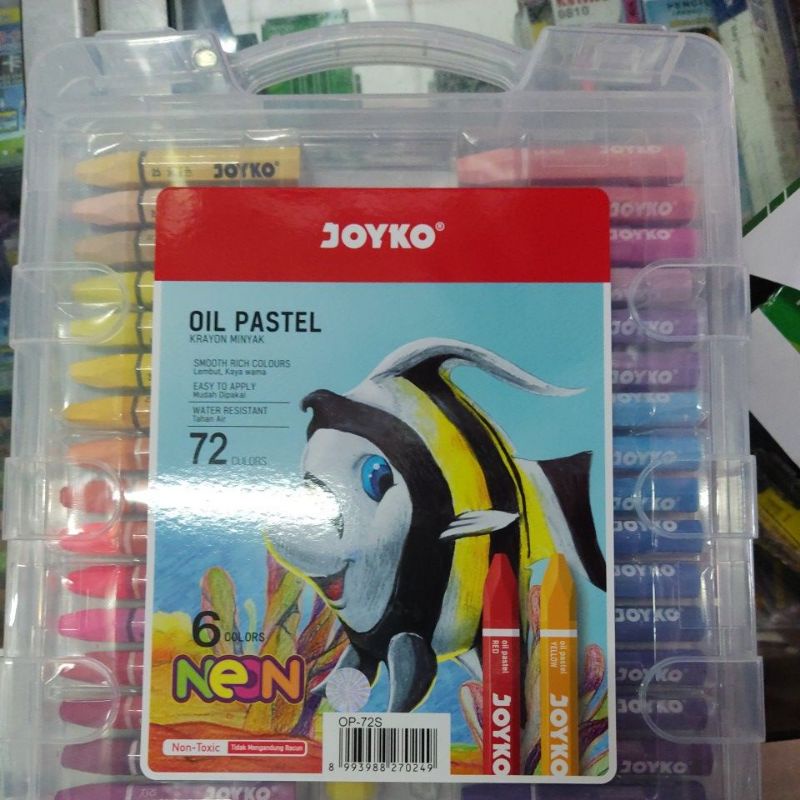 JOYKO®
JOYKO®
OIL PASTEL
KRAYON MINYAK
SMOOTH RICH COLOURS
Lembut, Kaya warna
EASY TO APPLY
Mudah Dipakai
WATER RESISTANT
Tahan Air
72 COLORS
6 COLORS
NEON
oil pastel
RED
JOYKO
oil pastel
YELLOW
JOYKO
OP-72S
8 993988 270249
Non-Toxic
Tidak Mengandung Racun
JOYKO
JOYKO
JOYKO
JOYKO
JOYKO
JOYKO
JOYKO
JOYKO
JOYKO
JOYKO